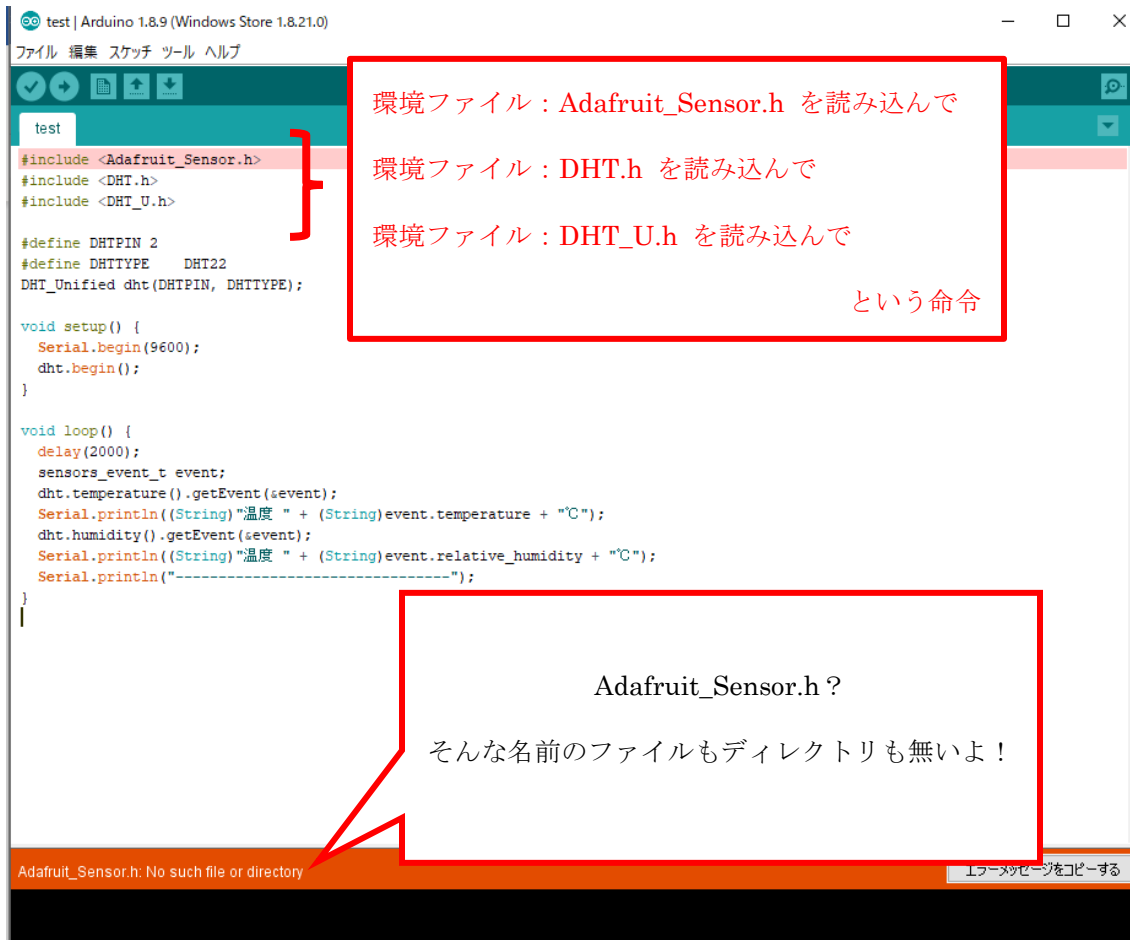 test | Arduino 1.8.9 (Windows Store 1.8.21.0)
ファイル 編集 スケッチ ツール ヘルプ
test
環境ファイル：Adafruit_Sensor.h を読み込んで
環境ファイル：DHT.h を読み込んで
環境ファイル：DHT_U.h を読み込んで
という命令
#include <Adafruit_Sensor.h>
#include <DHT.h>
#include <DHT_U.h>
#define DHTPIN 2
#define DHTTYPE    DHT22
DHT_Unified dht(DHTPIN, DHTTYPE);
void setup() {
  Serial.begin(9600);
  dht.begin();
}
void loop() {
  delay(2000);
  sensors_event_t event;
  dht.temperature().getEvent(&event);
  Serial.println((String)"温度 " + (String)event.temperature + "℃");
  dht.humidity().getEvent(&event);
  Serial.println((String)"温度 " + (String)event.relative_humidity + "℃");
  Serial.println("--------------------------------");
}
Adafruit_Sensor.h？
そんな名前のファイルもディレクトリも無いよ！
Adafruit_Sensor.h: No such file or directory
エラーメッセージをコピーする